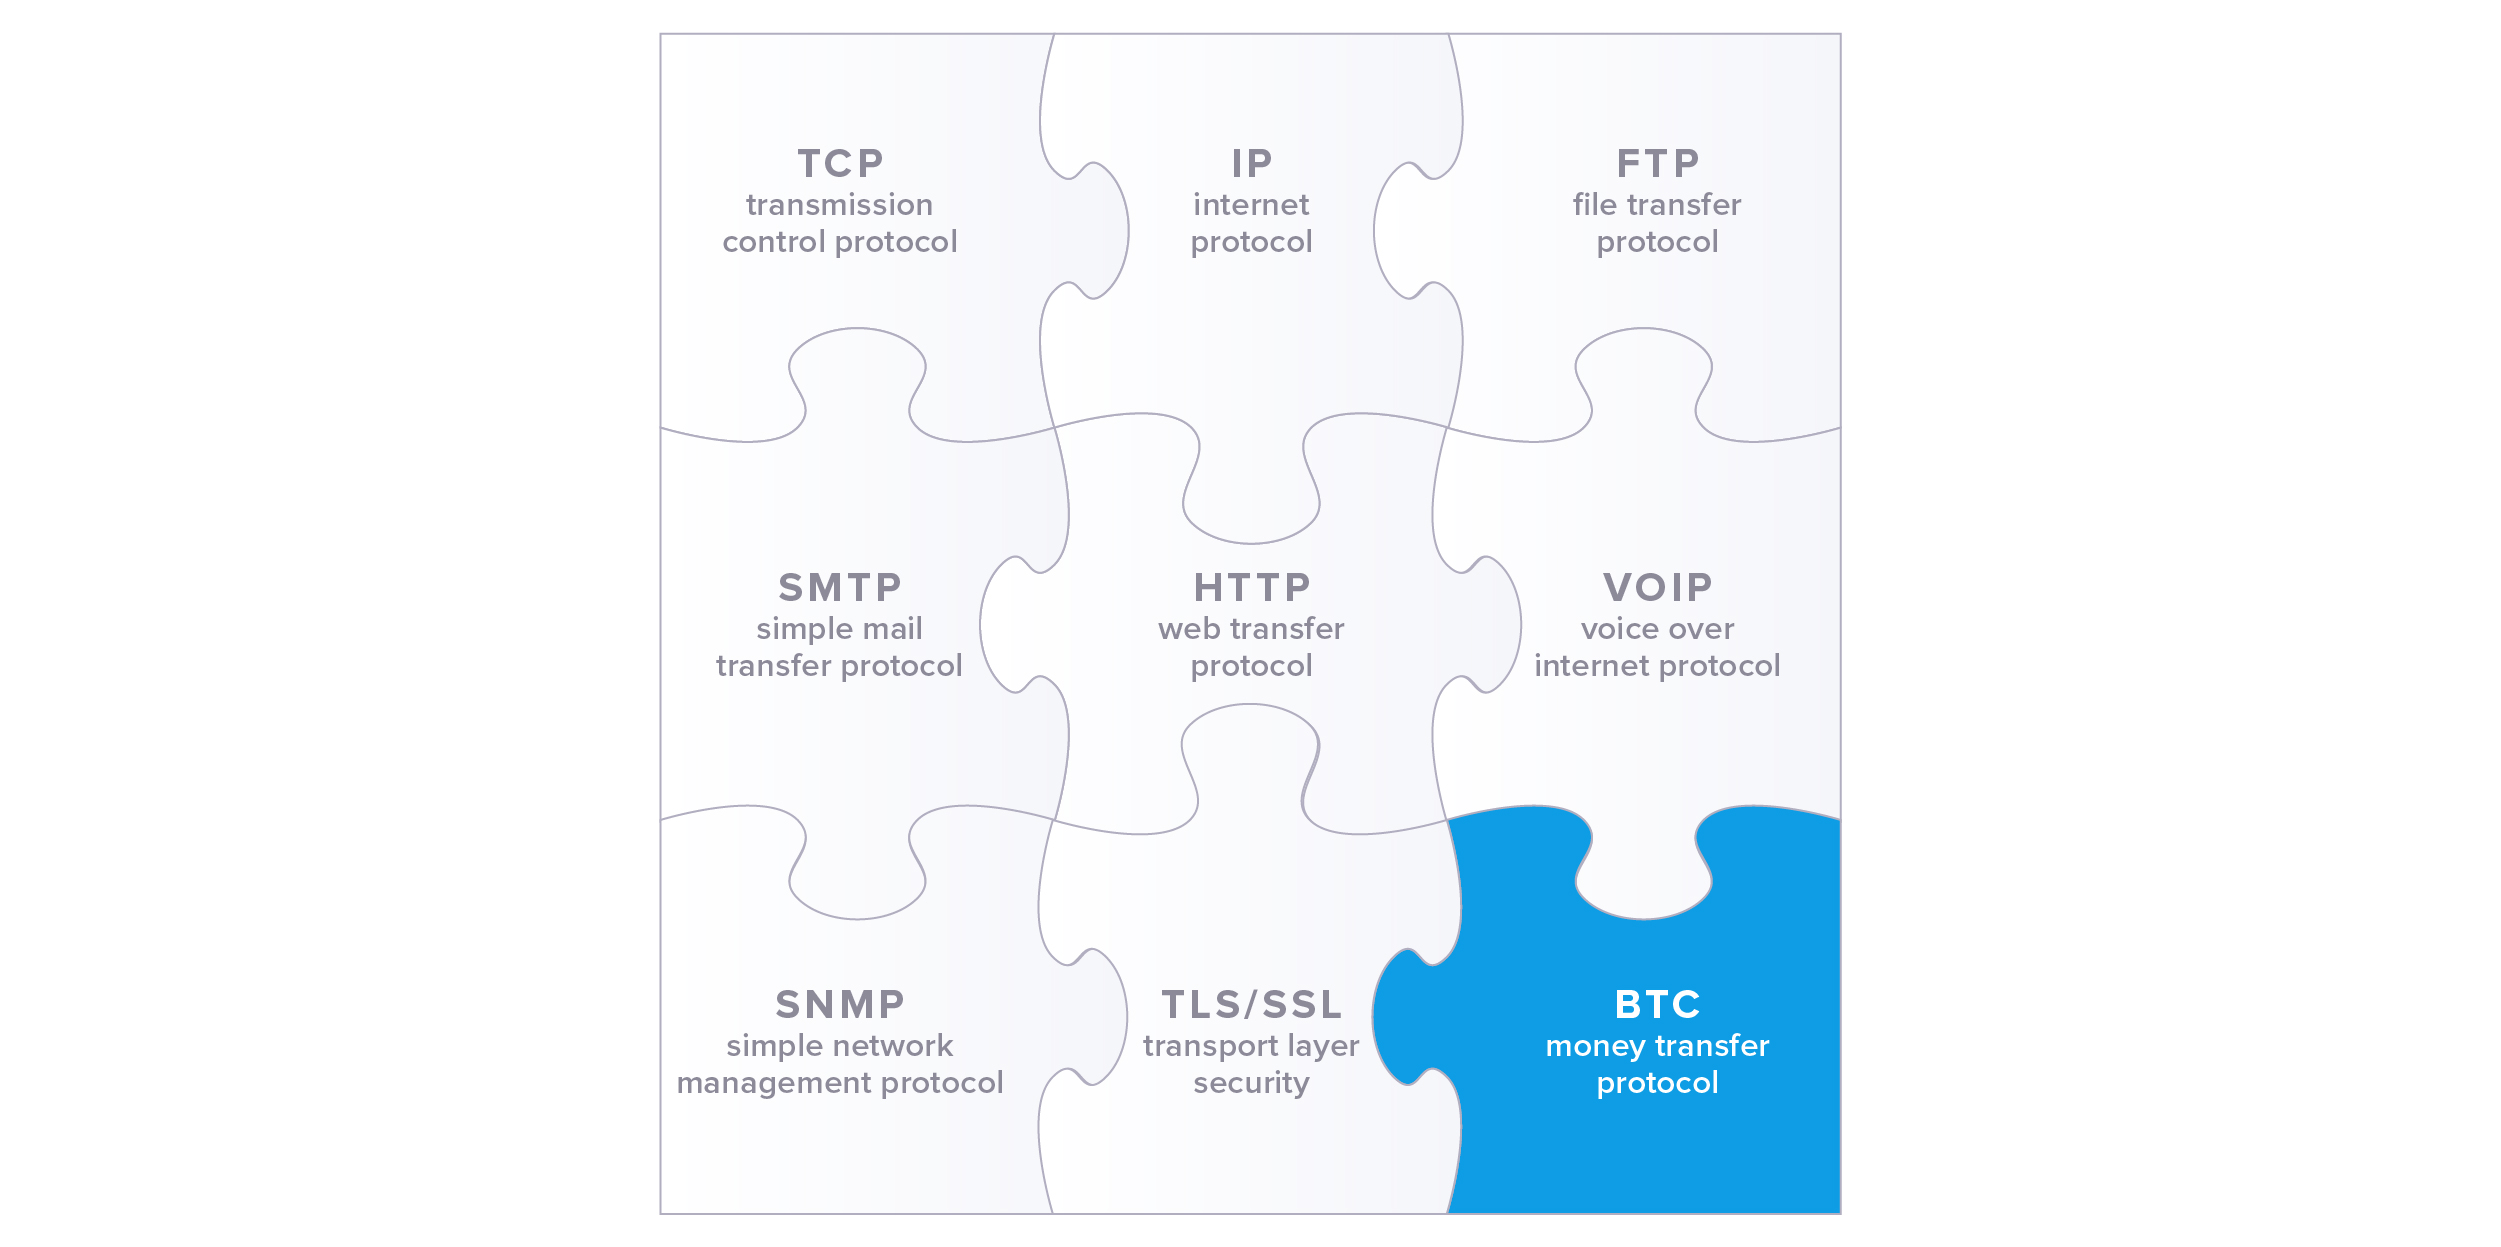 TCP
transmission
control protocol
IP
internet
protocol
FTP
file transfer
protocol
SMTP
simple mail
transfer protocol
HTTP
web transfer
protocol
VOIP
voice over
internet protocol
SNMP
simple network
management protocol
TLS/SSL
transport layer
security
BTC
money transfer
protocol